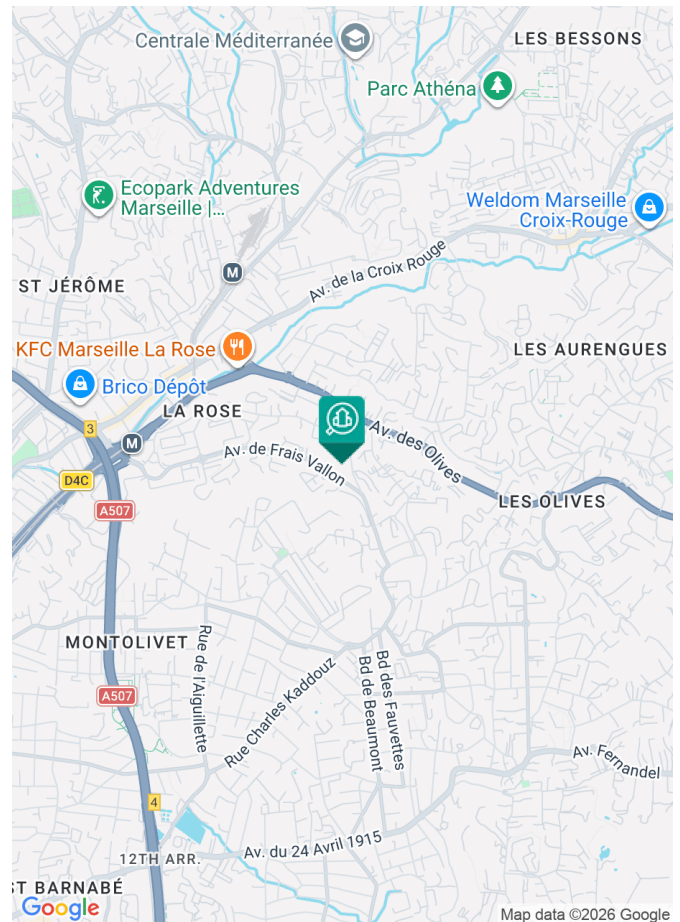 Centrale Méditerranée
LES BESSONS
Parc Athéna
Ecopark Adventures
Marseille |...
Weldom Marseille
Croix-Rouge
M
Av. de la Croix Rouge
ST JÉRÔME
KFC Marseille La Rose
LES AURENGUES
Brico Dépôt
LA ROSE
3
M
Av. des Olives
Av. de Frais Vallon
D4C
LES OLIVES
A507
MONTOLIVET
Rue de l'Aiguillette
Rue Charles Kaddouz
Bd de Beaumont
Bd des Fauvettes
A507
Av. Fernandel
4
Av. du 24 Avril 1915
12TH ARR.
ST BARNABÉ
Google
Map data ©2026 Google